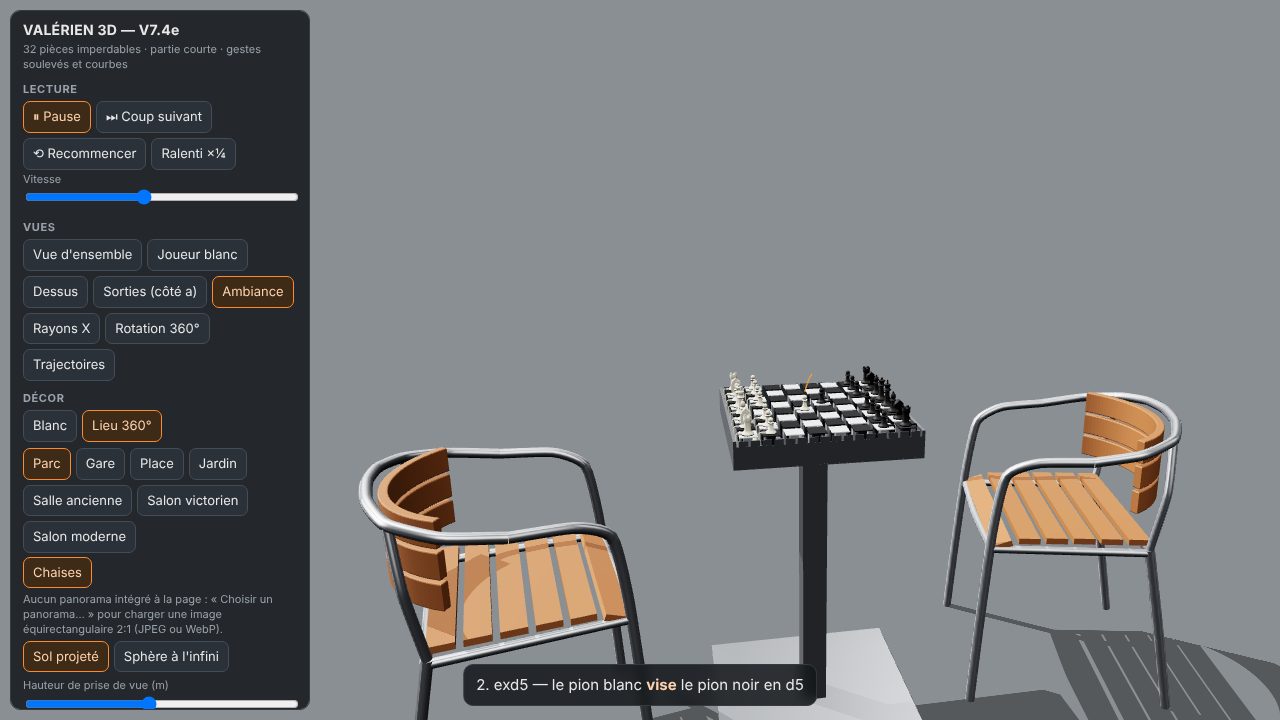 VALÉRIEN 3D — V7.4e
32 pièces imperdables · partie courte · gestes
soulevés et courbes
LECTURE
⏸ Pause
⏭ Coup suivant
⟲ Recommencer
Ralenti ×¼
Vitesse
VUES
Vue d'ensemble
Joueur blanc
Dessus
Sorties (côté a)
Ambiance
Rayons X
Rotation 360°
Trajectoires
DÉCOR
Blanc
Lieu 360°
Parc
Gare
Place
Jardin
Salle ancienne
Salon victorien
Salon moderne
Chaises
Aucun panorama intégré à la page : « Choisir un
panorama… » pour charger une image
équirectangulaire 2:1 (JPEG ou WebP).
Sol projeté
Sphère à l'infini
Hauteur de prise de vue (m)
2. exd5 — le pion blanc vise le pion noir en d5